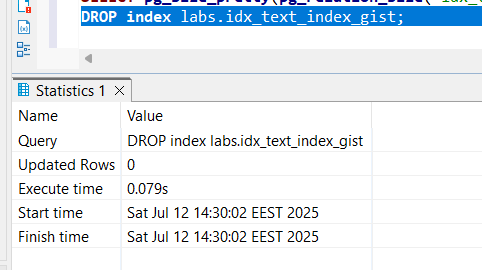 DROP index labs.idx_text_index_gist;
Statistics 1
Name Value
Query DROP index labs.idx_text_index_gist
Updated Rows 0
Execute time 0.079s
Start time Sat Jul 12 14:30:02 EEST 2025
Finish time Sat Jul 12 14:30:02 EEST 2025